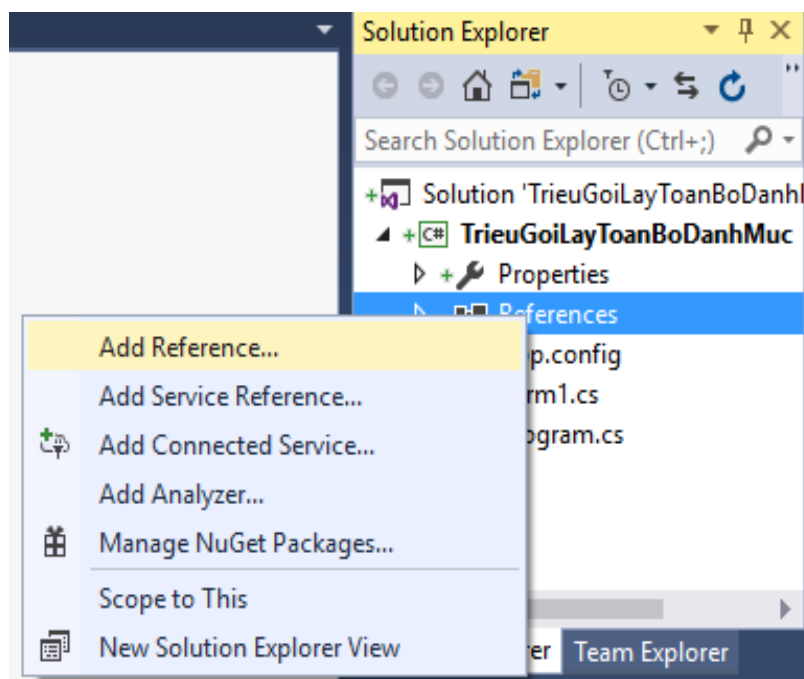 Solution Explorer
Search Solution Explorer (Ctrl+;)
Solution 'TrieuGoiLayToanBoDanh
C# TrieuGoiLayToanBoDanhMuc
Properties
References
p.config
rm1.cs
ogram.cs
Add Reference...
Add Service Reference...
Add Connected Service...
Add Analyzer...
Manage NuGet Packages...
Scope to This
New Solution Explorer View
er Team Explorer